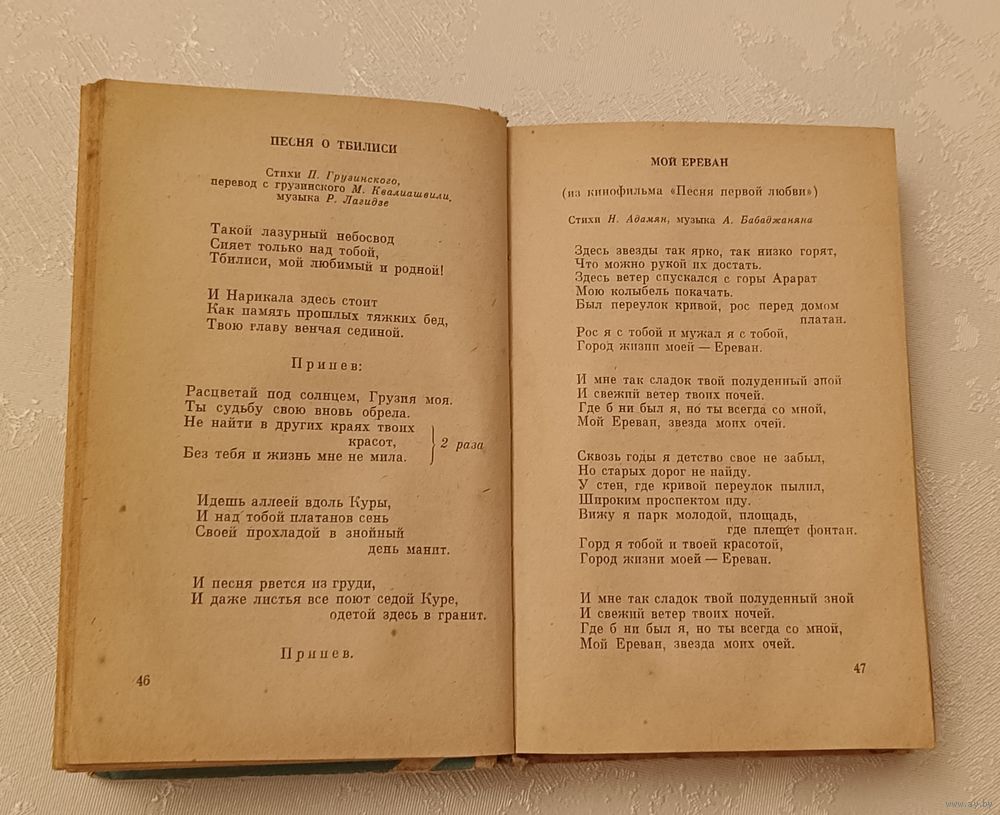 ПЕСНЯ О ТБИЛИСИ
Стихи П. Грузинского,
перевод с грузинского М. Квалиашвили,
музыка Р. Лагидзе
Такой лазурный небосвод
Сияет только над тобой,
Тбилиси, мой любимый и родной!
И Нарикала здесь стоит
Как память прошлых тяжких бед,
Твою главу венчая сединой.
Припев:
Расцветай под солнцем, Грузия моя.
Ты судьбу свою вновь обрела.
Не найти в других краях твоих
красот,
Без тебя и жизнь мне не мила.
2 раза
Идешь аллеей вдоль Куры,
И над тобой платанов сень
Своей прохладой в знойный
день манит.
И песня рвется из груди,
И даже листья все поют седой Куре,
одетой здесь в гранит.
Припев.
46
МОЙ ЕРЕВАН
(из кинофильма «Песня первой любви»)
Стихи Н. Адамян, музыка А. Бабаджаняна
Здесь звезды так ярко, так низко горят,
Что можно рукой их достать.
Здесь ветер спускался с горы Арарат
Мою колыбель покачать.
Был переулок кривой, рос перед домом
платан.
Рос я с тобой и мужал я с тобой,
Город жизни моей — Ереван.
И мне так сладок твой полуденный зной
И свежий ветер твоих ночей.
Где б ни был я, но ты всегда со мной,
Мой Ереван, звезда моих очей.
Сквозь годы я детство свое не забыл,
Но старых дорог не найду.
У стен, где кривой переулок пылил,
Широким проспектом иду.
Вижу я парк молодой, площадь,
где плещет фонтан.
Горд я тобой и твоей красотой,
Город жизни моей — Ереван.
И мне так сладок твой полуденный зной
И свежий ветер твоих ночей.
Где б ни был я, но ты всегда со мной,
Мой Ереван, звезда моих очей.
47
www.ay.by